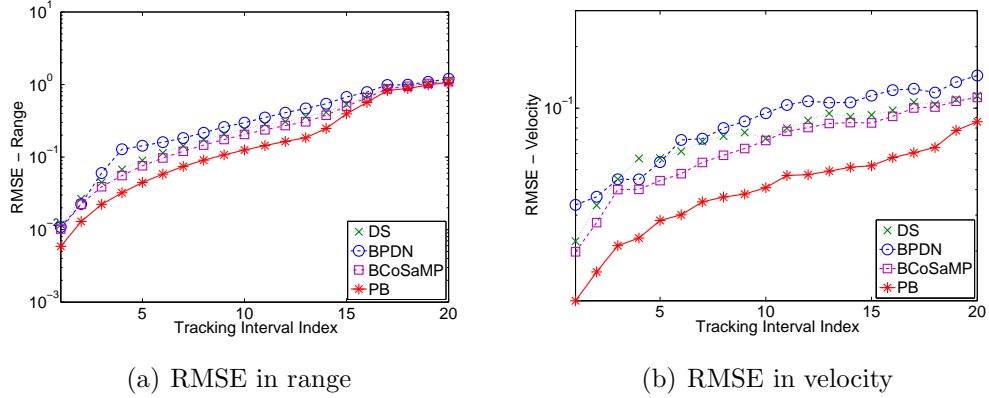 10^1
10^0
10^-1
10^-2
10^-3
RMSE − Range
5 10 15 20
Tracking Interval Index
DS
BPDN
BCoSaMP
PB
(a) RMSE in range
10^-1
RMSE − Velocity
5 10 15 20
Tracking Interval Index
DS
BPDN
BCoSaMP
PB
(b) RMSE in velocity